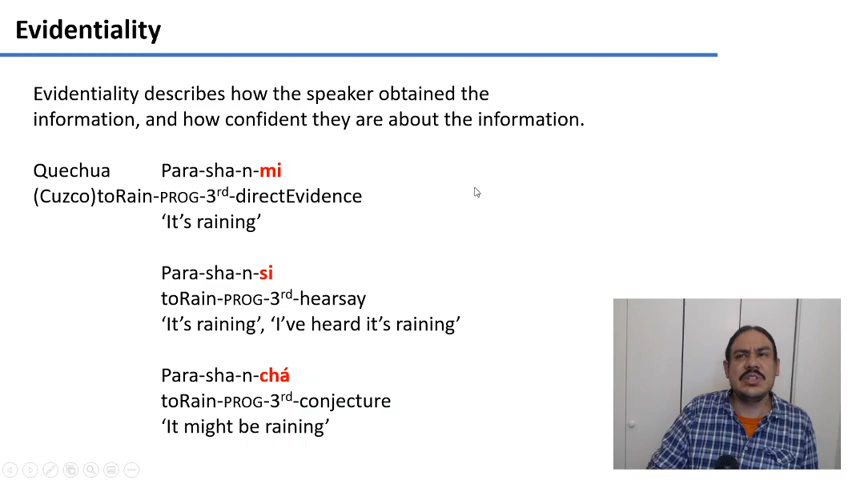 Evidentiality
Evidentiality describes how the speaker obtained the
information, and how confident they are about the information.
Quechua Para-sha-n-mi
(Cuzco)toRain-PROG-3rd-directEvidence
‘It’s raining’
Para-sha-n-si
toRain-PROG-3rd-hearsay
‘It’s raining’, ‘I’ve heard it’s raining’
Para-sha-n-chá
toRain-PROG-3rd-conjecture
‘It might be raining’